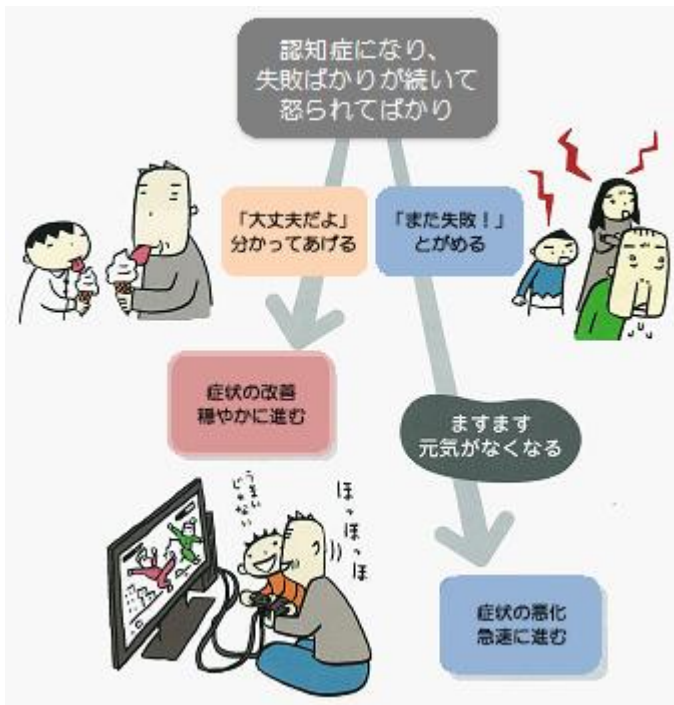 認知症になり、
失敗ばかりが続いて
怒られてばかり
「大丈夫だよ」
分かってあげる
「また失敗！」
とがめる
症状の改善
穏やかに進む
ますます
元気がなくなる
うまい
じゃない
ほっほっほ
症状の悪化
急速に進む